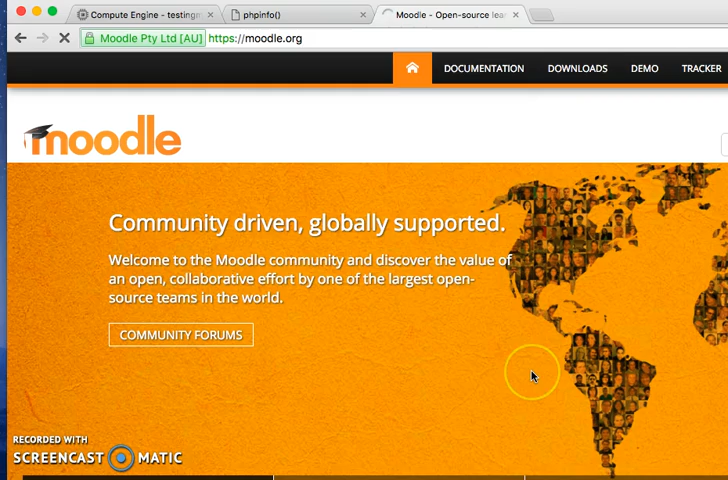 Compute Engine - testingm
phpinfo()
Moodle - Open-source lear
Moodle Pty Ltd [AU] https://moodle.org
DOCUMENTATION DOWNLOADS DEMO TRACKER
moodle
Community driven, globally supported.
Welcome to the Moodle community and discover the value of
an open, collaborative effort by one of the largest open-
source teams in the world.
COMMUNITY FORUMS
RECORDED WITH
SCREENCAST MATIC